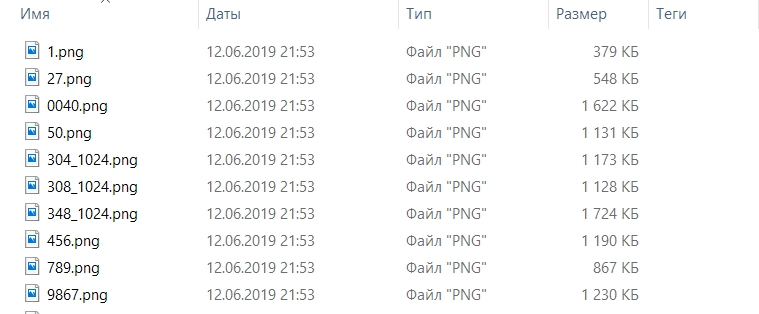 Имя Даты Тип Размер Теги
1.png 12.06.2019 21:53 Файл "PNG" 379 КБ
27.png 12.06.2019 21:53 Файл "PNG" 548 КБ
0040.png 12.06.2019 21:53 Файл "PNG" 1 622 КБ
50.png 12.06.2019 21:53 Файл "PNG" 1 131 КБ
304_1024.png 12.06.2019 21:53 Файл "PNG" 1 173 КБ
308_1024.png 12.06.2019 21:53 Файл "PNG" 1 128 КБ
348_1024.png 12.06.2019 21:53 Файл "PNG" 1 724 КБ
456.png 12.06.2019 21:53 Файл "PNG" 1 190 КБ
789.png 12.06.2019 21:53 Файл "PNG" 867 КБ
9867.png 12.06.2019 21:53 Файл "PNG" 1 230 КБ